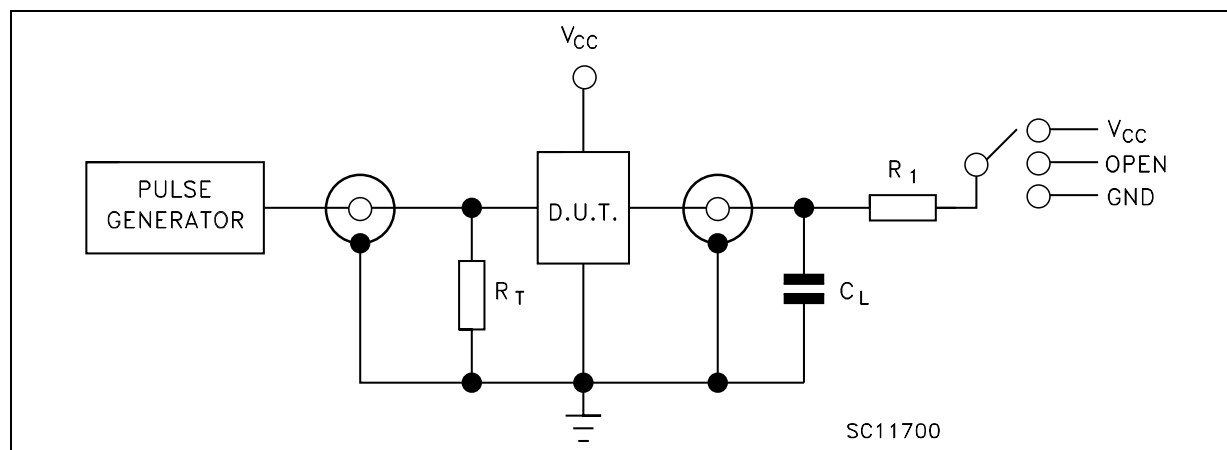 VCC
PULSE
GENERATOR
RT
D.U.T.
CL
R1
VCC
OPEN
GND
SC11700